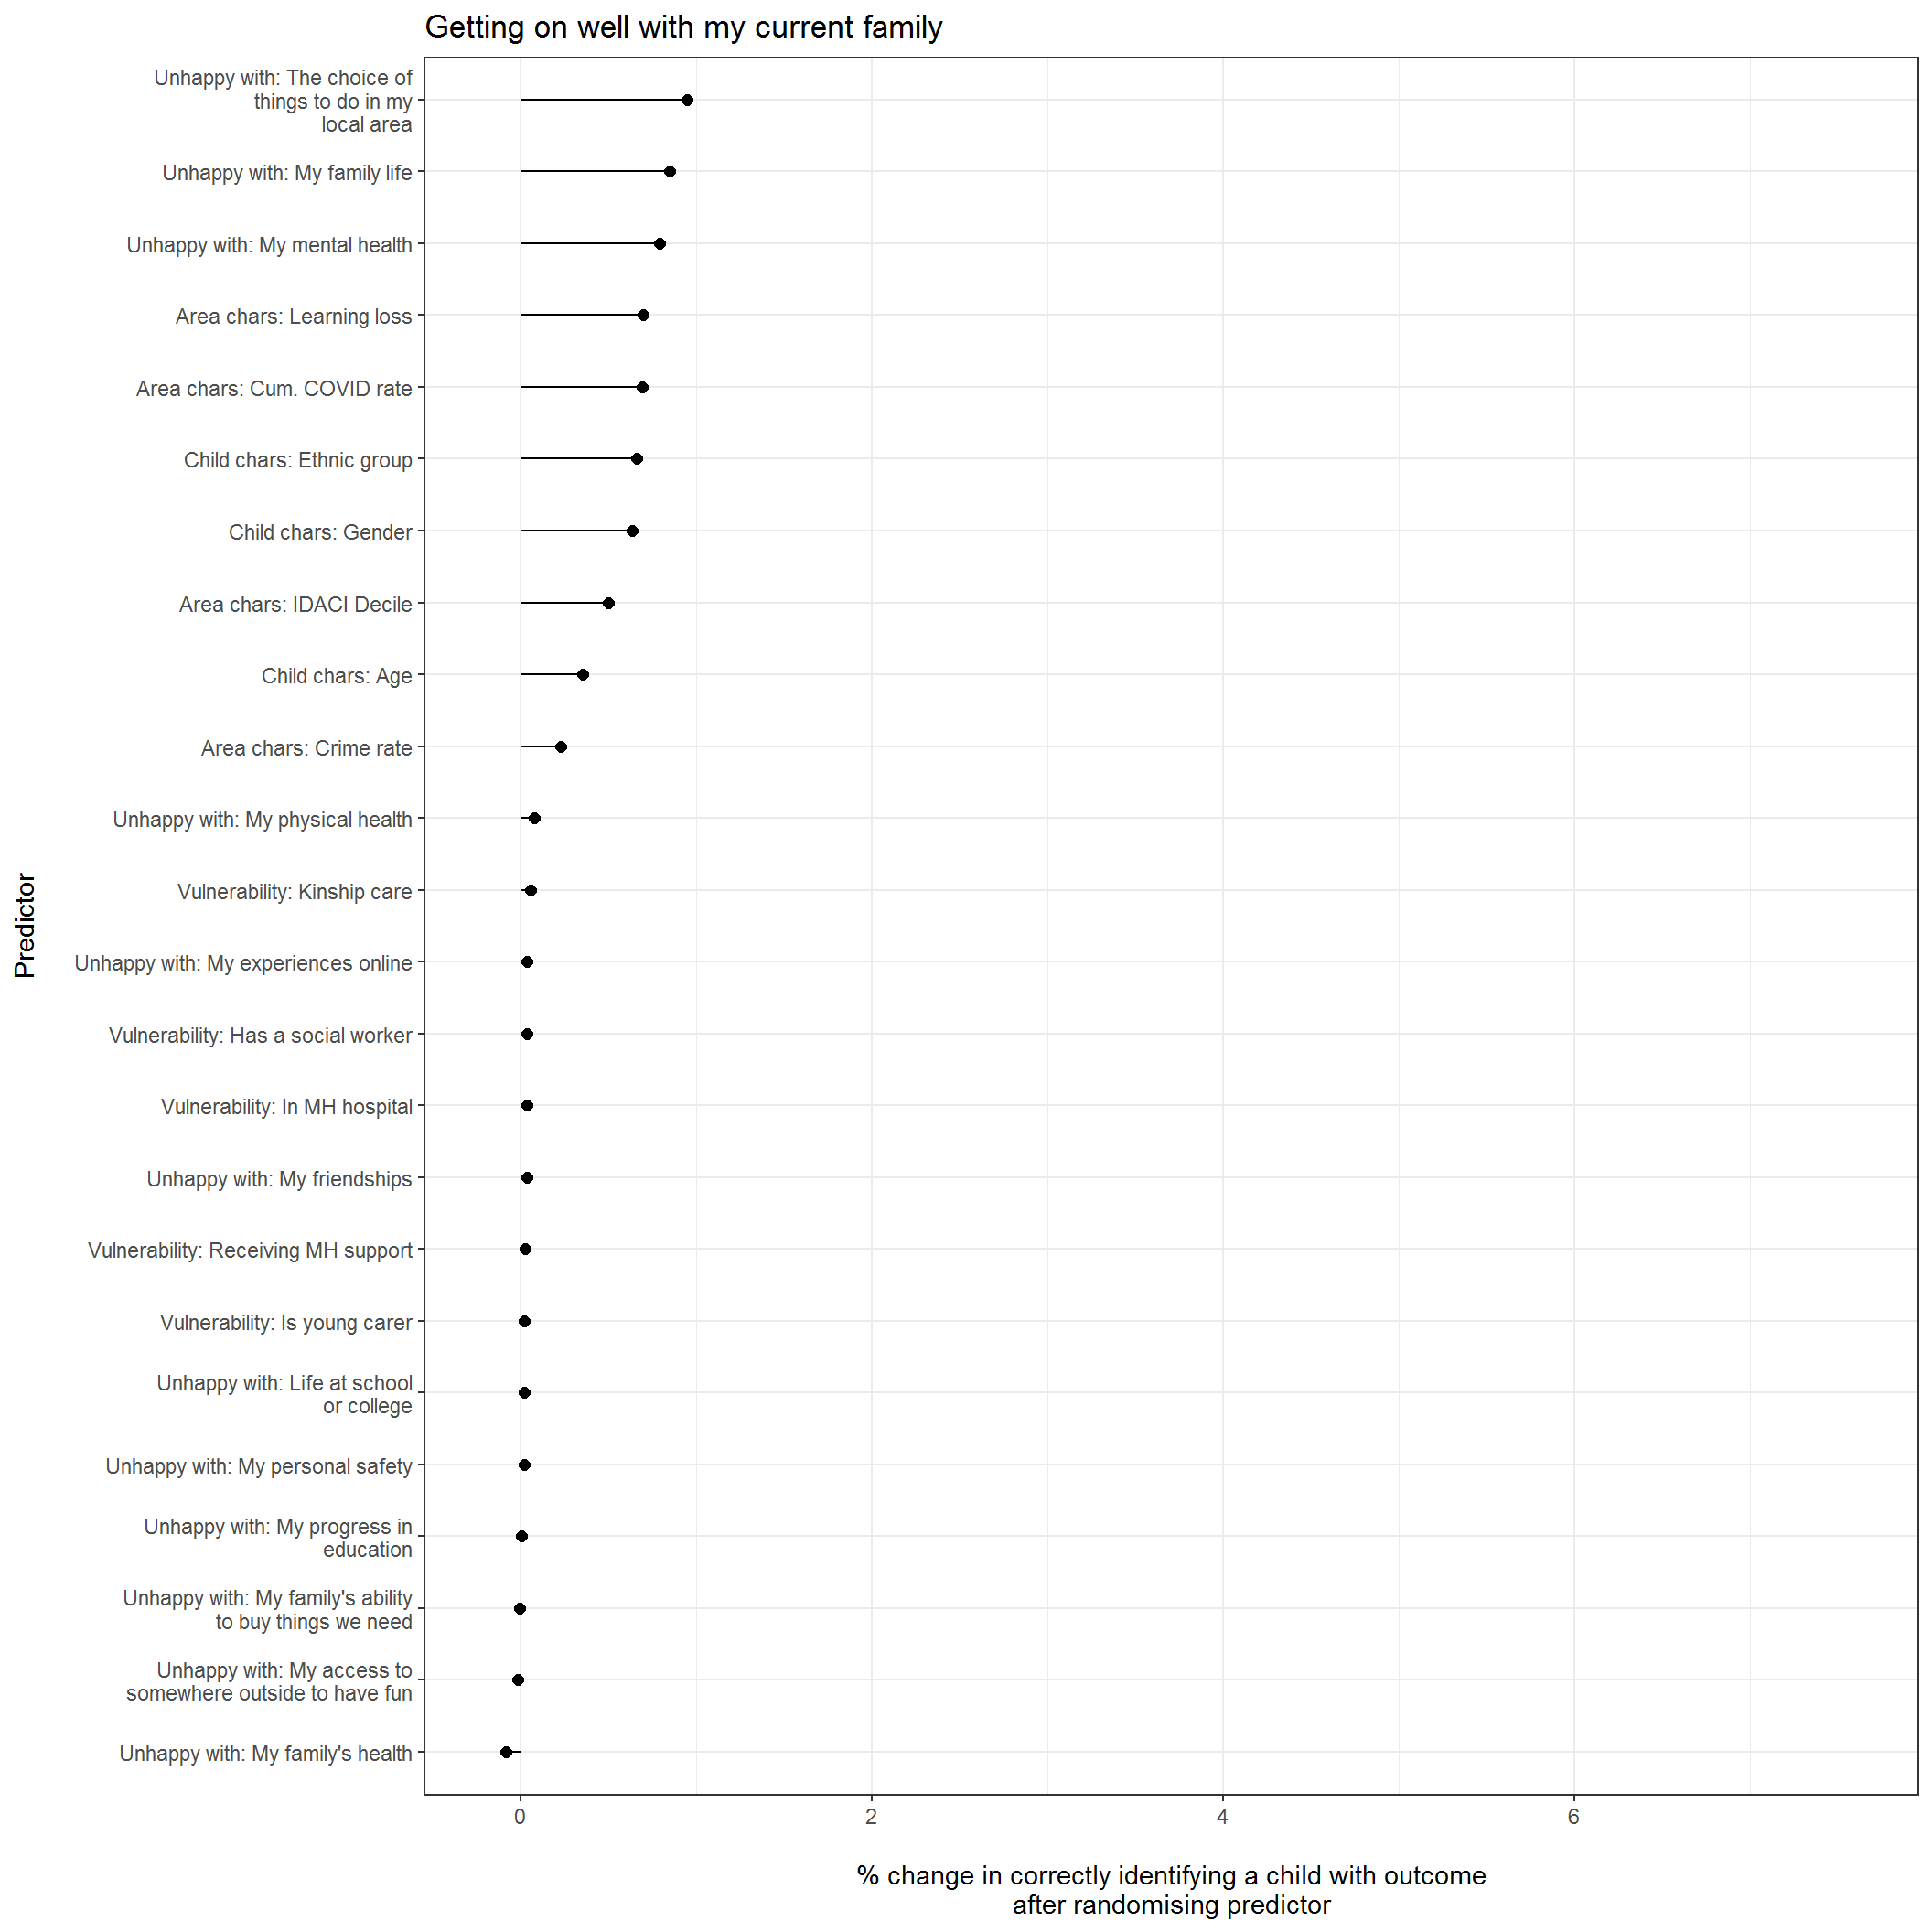 Getting on well with my current family
Unhappy with: The choice of
things to do in my
local area
Unhappy with: My family life
Unhappy with: My mental health
Area chars: Learning loss
Area chars: Cum. COVID rate
Child chars: Ethnic group
Child chars: Gender
Area chars: IDACI Decile
Child chars: Age
Area chars: Crime rate
Unhappy with: My physical health
Vulnerability: Kinship care
Unhappy with: My experiences online
Vulnerability: Has a social worker
Vulnerability: In MH hospital
Unhappy with: My friendships
Vulnerability: Receiving MH support
Vulnerability: Is young carer
Unhappy with: Life at school
or college
Unhappy with: My personal safety
Unhappy with: My progress in
education
Unhappy with: My family's ability
to buy things we need
Unhappy with: My access to
somewhere outside to have fun
Unhappy with: My family's health
Predictor
0 2 4 6
% change in correctly identifying a child with outcome
after randomising predictor